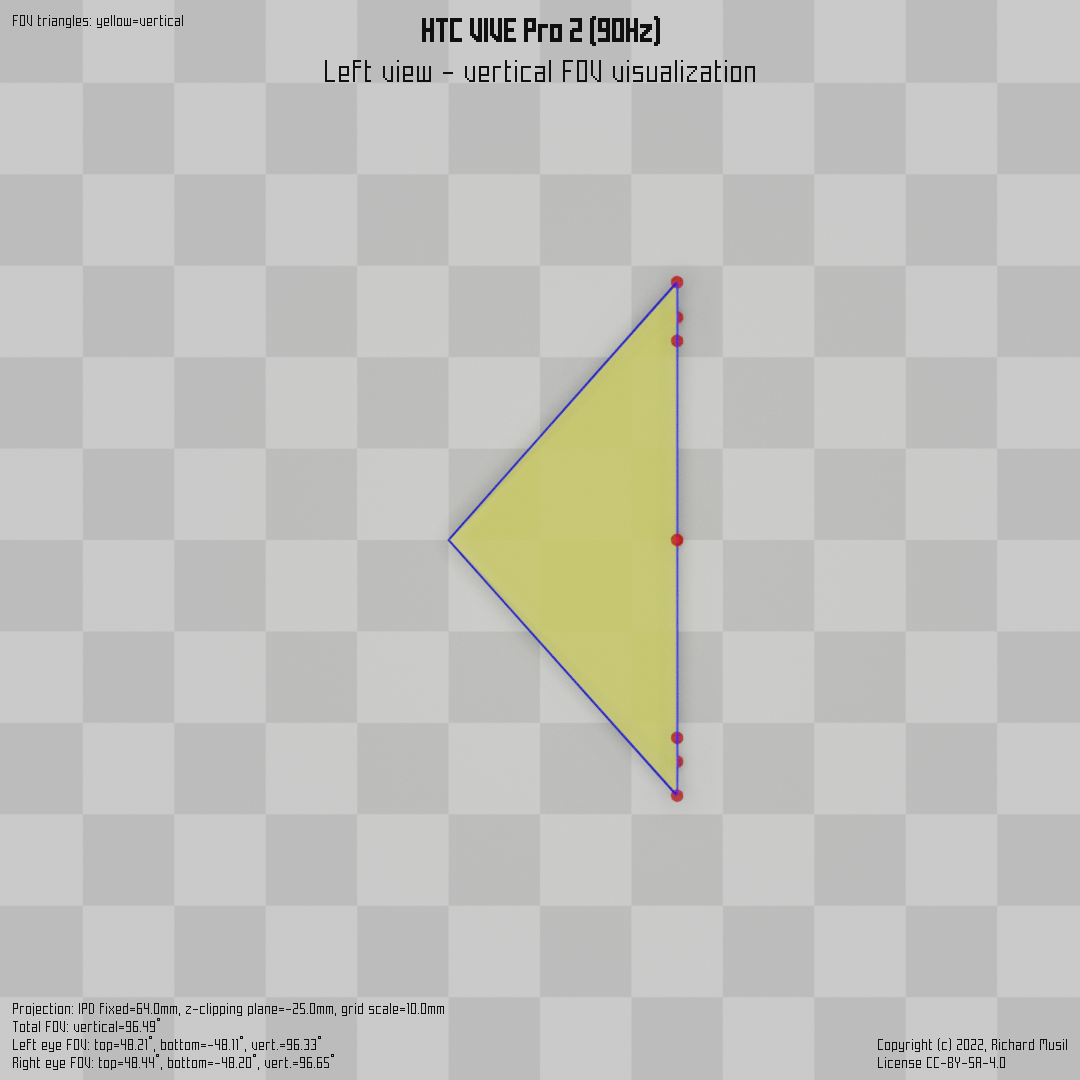 FOV triangles: yellow=vertical
HTC VIVE Pro 2 (90Hz)
Left view - vertical FOV visualization
Projection: IPD fixed=64.0mm, z-clipping plane=-25.0mm, grid scale=10.0mm
Total FOV: vertical=96.49°
Left eye FOV: top=48.21°, bottom=-48.11°, vert.=96.33°
Right eye FOV: top=48.44°, bottom=-48.20°, vert.=96.65°
Copyright (c) 2022, Richard Musil
License CC-BY-SA-4.0